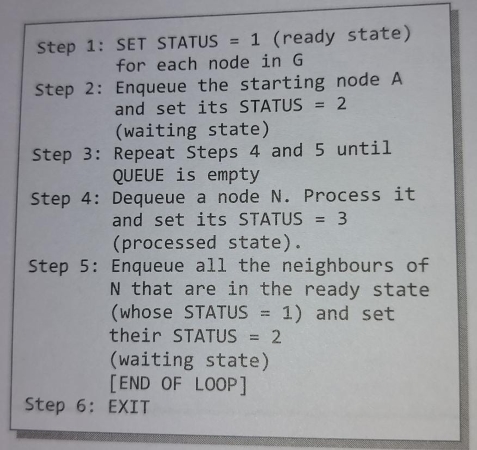 Step 1: SET STATUS = 1 (ready state)
for each node in G
Step 2: Enqueue the starting node A
and set its STATUS = 2
(waiting state)
Step 3: Repeat Steps 4 and 5 until
QUEUE is empty
Step 4: Dequeue a node N. Process it
and set its STATUS = 3
(processed state).
Step 5: Enqueue all the neighbours of
N that are in the ready state
(whose STATUS = 1) and set
their STATUS = 2
(waiting state)
[END OF LOOP]
Step 6: EXIT